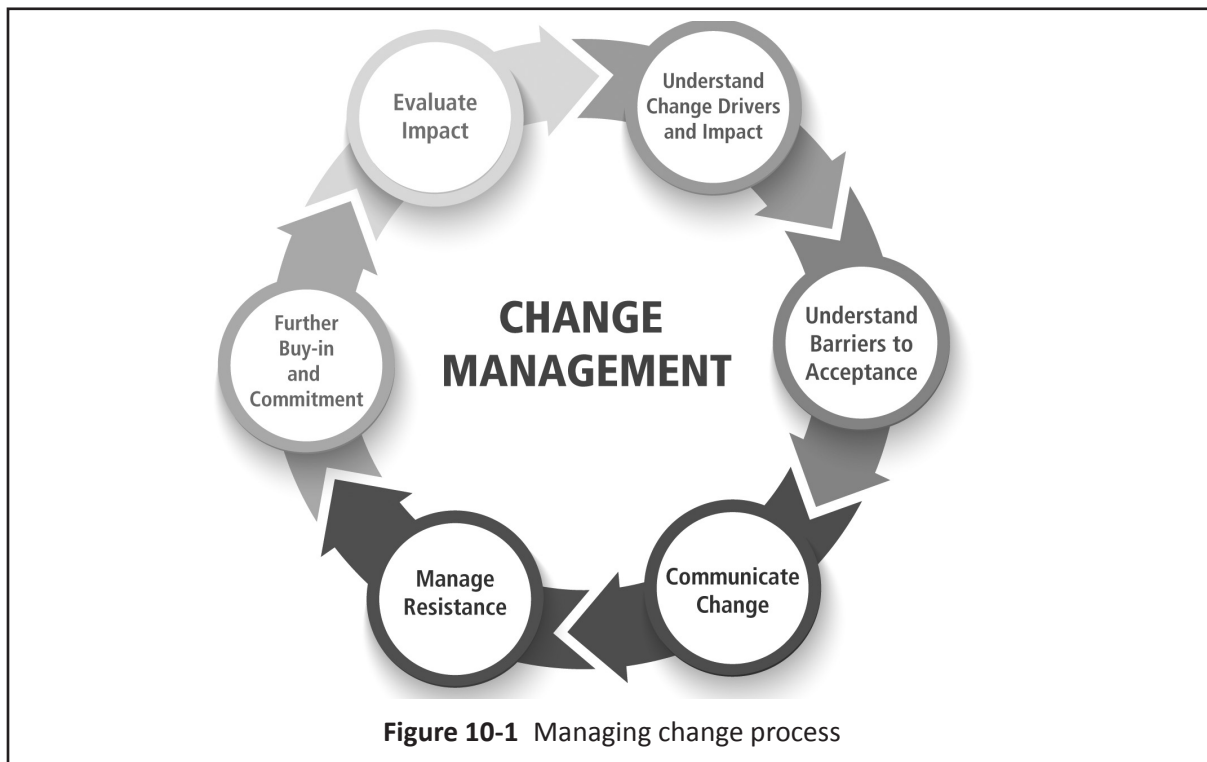 Evaluate
Impact
Understand
Change Drivers
and Impact
Understand
Barriers to
Acceptance
Communicate
Change
Manage
Resistance
Further
Buy-in
and
Commitment
CHANGE
MANAGEMENT
Figure 10-1 Managing change process